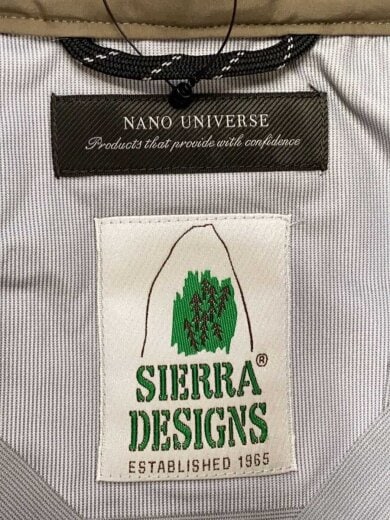 NANO UNIVERSE
Products that provide with confidence
SIERRA ®
DESIGNS
ESTABLISHED 1965